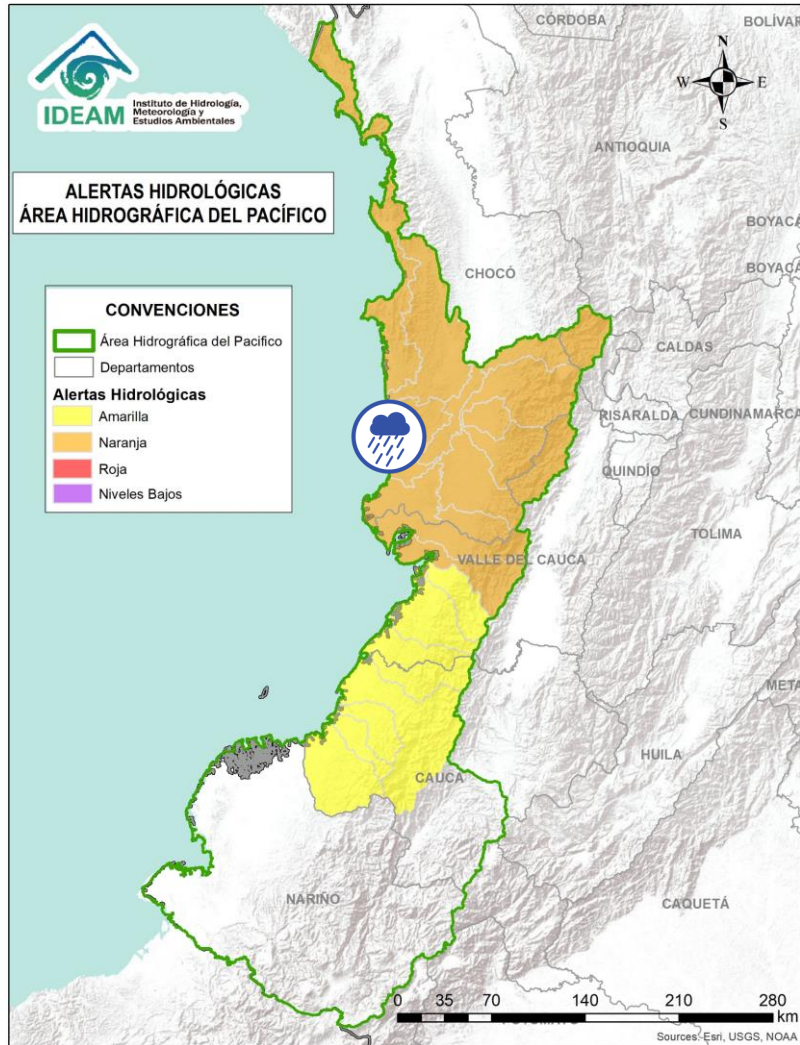 CÓRDOBA
BOLÍVAR
N
W E
S
IDEAM
Instituto de Hidrología,
Meteorología y
Estudios Ambientales
ANTIOQUIA
ALERTAS HIDROLÓGICAS
ÁREA HIDROGRÁFICA DEL PACÍFICO
BOYACÁ
CHOCÓ
BOYACÁ
CONVENCIONES
Área Hidrográfica del Pacifico
Departamentos
Alertas Hidrológicas
Amarilla
Naranja
Roja
Niveles Bajos
CALDAS
RISARALDA
CUNDINAMARCA
QUINDÍO
TOLIMA
VALLE DEL CAUCA
META
HUILA
CAUCA
NARIÑO
CAQUETÁ
0 35 70 140 210 280
km
Sources: Esri, USGS, NOAA